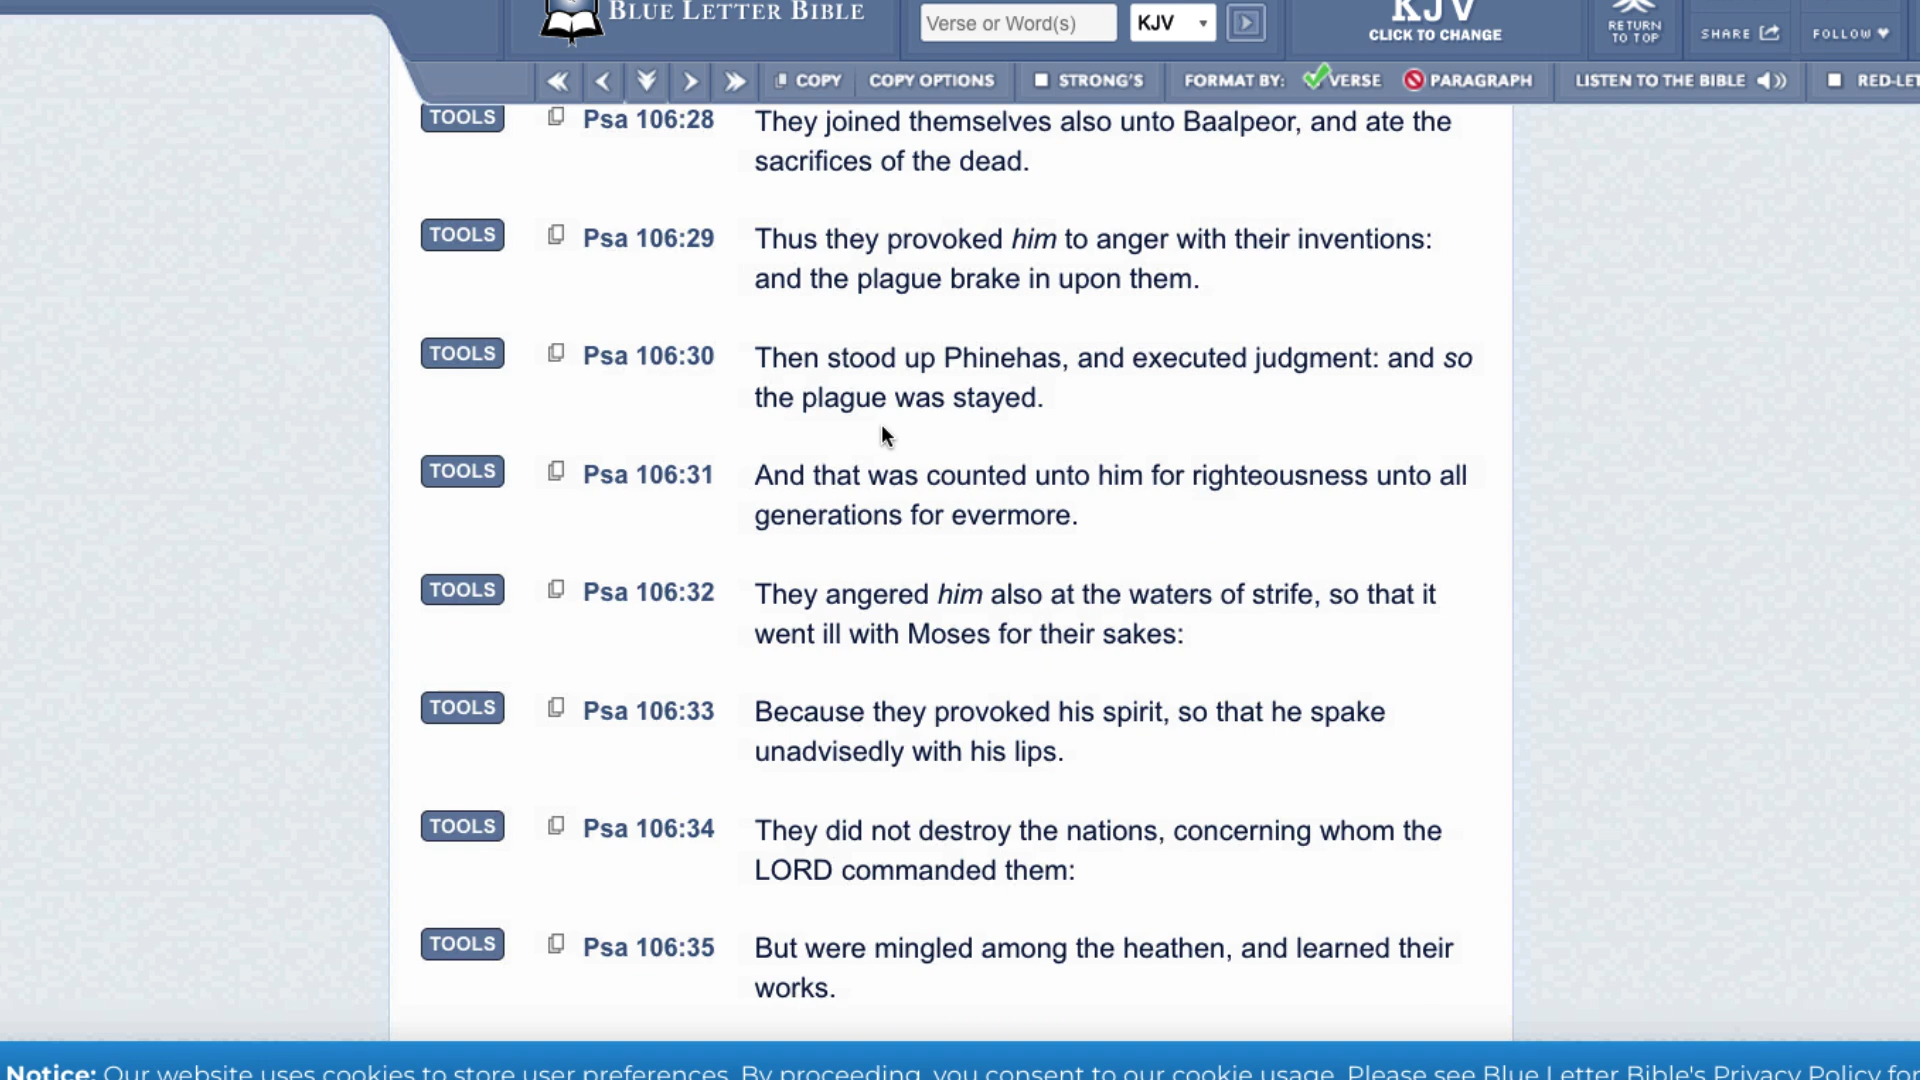 BLUE LETTER BIBLE
Verse or Word(s)
KJV
KJV
CLICK TO CHANGE
RETURN
TO TOP
SHARE
FOLLOW
COPY
COPY OPTIONS
STRONG'S
FORMAT BY:
VERSE
PARAGRAPH
LISTEN TO THE BIBLE
RED-LET
TOOLS
Psa 106:28
They joined themselves also unto Baalpeor, and ate the
sacrifices of the dead.
TOOLS
Psa 106:29
Thus they provoked him to anger with their inventions:
and the plague brake in upon them.
TOOLS
Psa 106:30
Then stood up Phinehas, and executed judgment: and so
the plague was stayed.
TOOLS
Psa 106:31
And that was counted unto him for righteousness unto all
generations for evermore.
TOOLS
Psa 106:32
They angered him also at the waters of strife, so that it
went ill with Moses for their sakes:
TOOLS
Psa 106:33
Because they provoked his spirit, so that he spake
unadvisedly with his lips.
TOOLS
Psa 106:34
They did not destroy the nations, concerning whom the
LORD commanded them:
TOOLS
Psa 106:35
But were mingled among the heathen, and learned their
works.
Notice: Our website uses cookies to store user preferences. By proceeding, you consent to our cookie usage. Please see Blue Letter Bible's Privacy Policy for